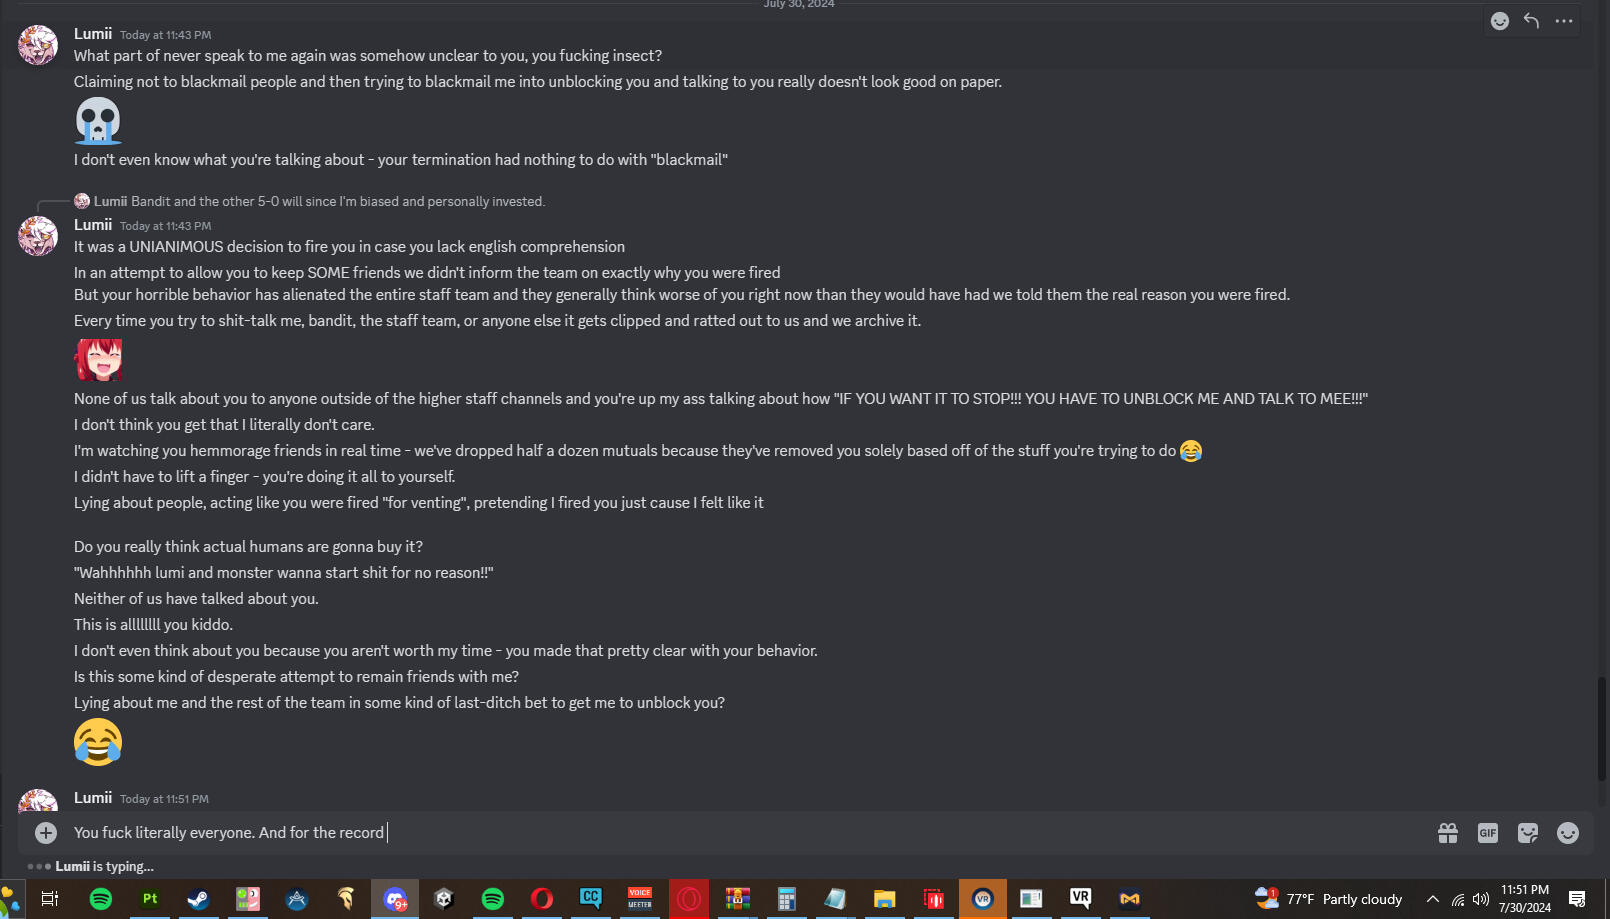 July 30, 2024
Lumii Today at 11:43 PM
What part of never speak to me again was somehow unclear to you, you fucking insect?
Claiming not to blackmail people and then trying to blackmail me into unblocking you and talking to you really doesn't look good on paper.
I don't even know what you're talking about - your termination had nothing to do with "blackmail"
Lumii Bandit and the other 5-0 will since I'm biased and personally invested.
Lumii Today at 11:43 PM
It was a UNIANIMOUS decision to fire you in case you lack english comprehension
In an attempt to allow you to keep SOME friends we didn't inform the team on exactly why you were fired
But your horrible behavior has alienated the entire staff team and they generally think worse of you right now than they would have had we told them the real reason you were fired.
Every time you try to shit-talk me, bandit, the staff team, or anyone else it gets clipped and ratted out to us and we archive it.
None of us talk about you to anyone outside of the higher staff channels and you're up my ass talking about how "IF YOU WANT IT TO STOP!!! YOU HAVE TO UNBLOCK ME AND TALK TO MEE!!!"
I don't think you get that I literally don't care.
I'm watching you hemmorage friends in real time - we've dropped half a dozen mutuals because they've removed you solely based off of the stuff you're trying to do 😂
I didn't have to lift a finger - you're doing it all to yourself.
Lying about people, acting like you were fired "for venting", pretending I fired you just cause I felt like it
Do you really think actual humans are gonna buy it?
"Wahhhhhh lumi and monster wanna start shit for no reason!!"
Neither of us have talked about you.
This is allllllll you kiddo.
I don't even think about you because you aren't worth my time - you made that pretty clear with your behavior.
Is this some kind of desperate attempt to remain friends with me?
Lying about me and the rest of the team in some kind of last-ditch bet to get me to unblock you?
Lumii Today at 11:51 PM
You fuck literally everyone. And for the record
GIF
Lumii is typing...
Pt
9+
CC
VOICE
MEETER
VR
VR
1
77°F Partly cloudy
11:51 PM
7/30/2024